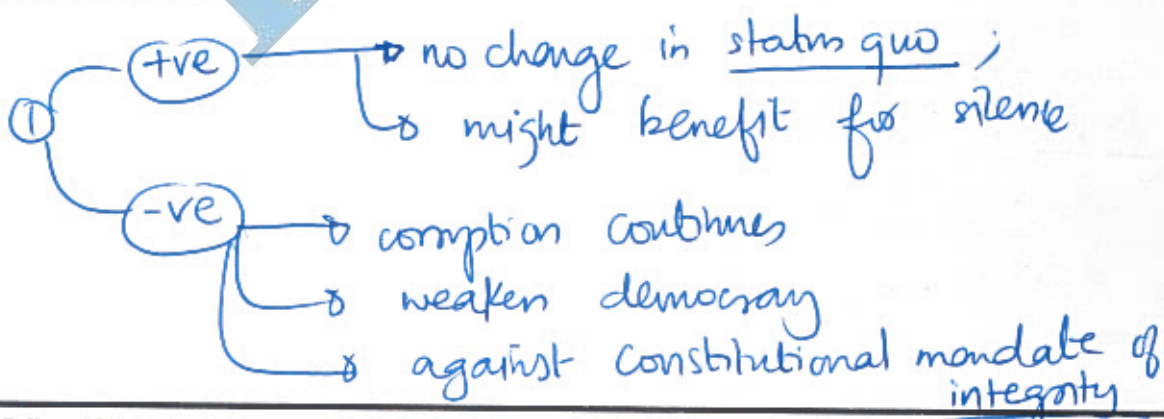 ①
+ve
no change in status quo ;
might benefit for silence
-ve
corruption continues
weaken democracy
against constitutional mandate of
integrity